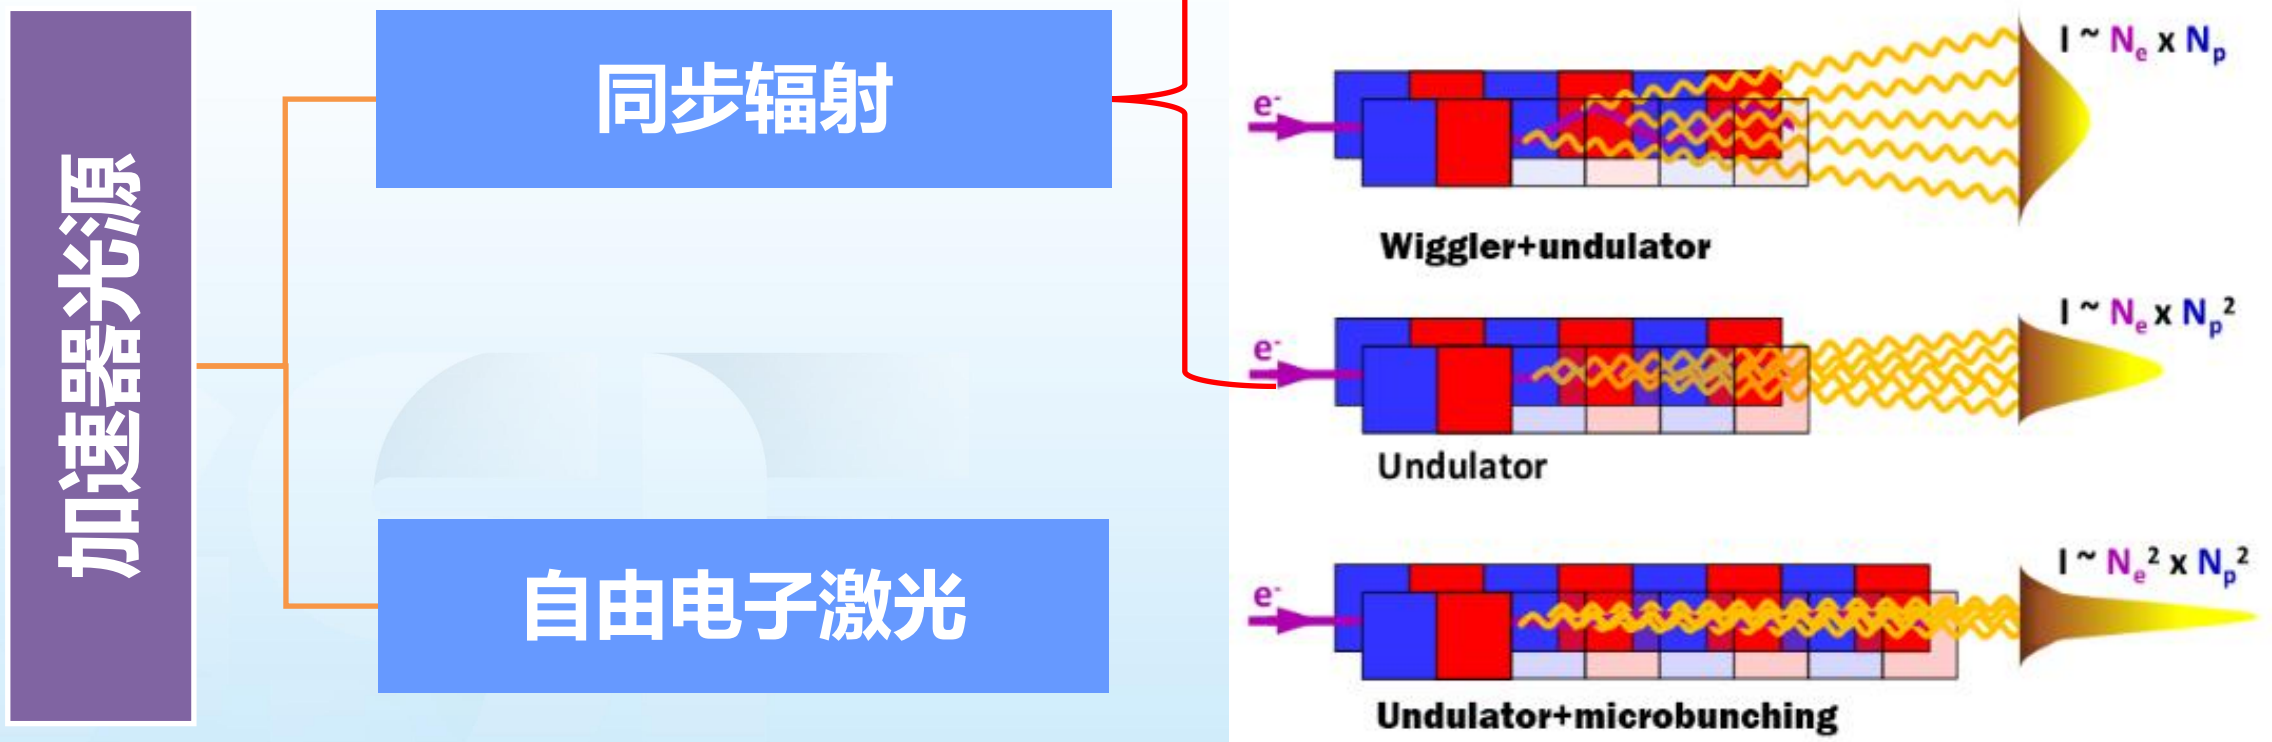 加速器光源
同步辐射
自由电子激光
e-
I ~ Ne x Np
Wiggler+undulator
e-
I ~ Ne x Np²
Undulator
e-
I ~ Ne² x Np²
Undulator+microbunching